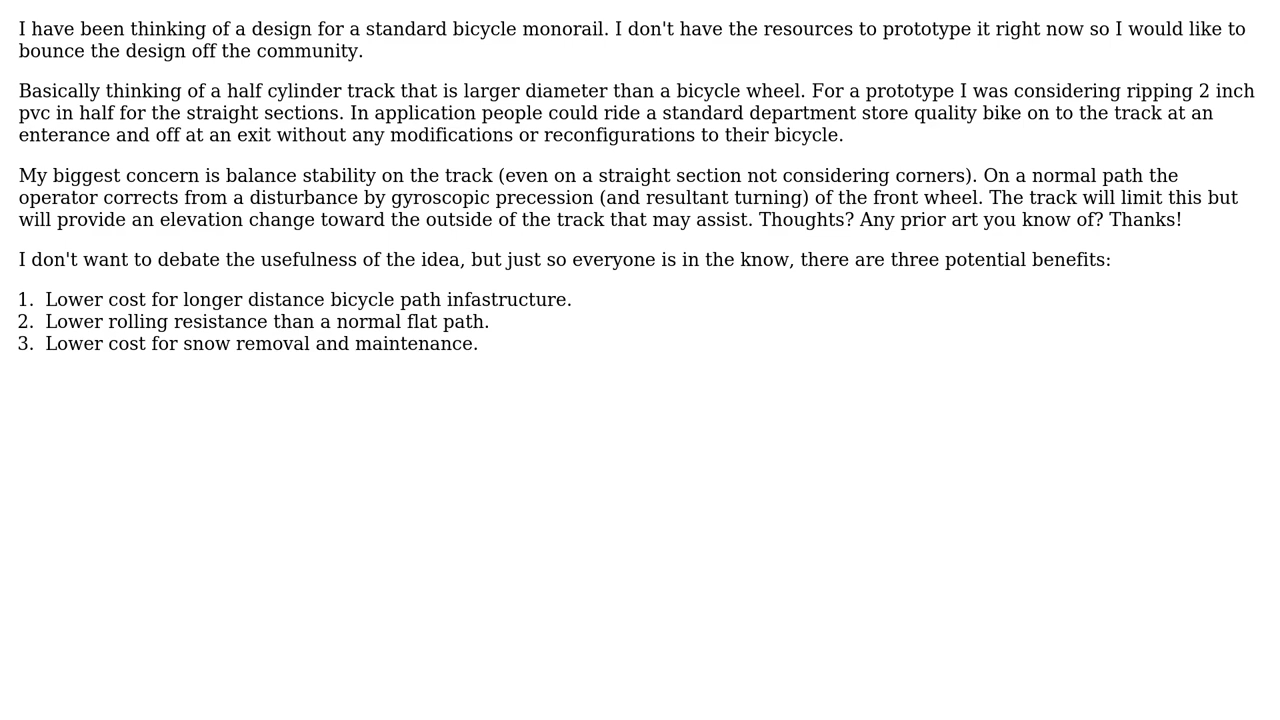 I have been thinking of a design for a standard bicycle monorail. I don't have the resources to prototype it right now so I would like to
bounce the design off the community.
Basically thinking of a half cylinder track that is larger diameter than a bicycle wheel. For a prototype I was considering ripping 2 inch
pvc in half for the straight sections. In application people could ride a standard department store quality bike on to the track at an
enterance and off at an exit without any modifications or reconfigurations to their bicycle.
My biggest concern is balance stability on the track (even on a straight section not considering corners). On a normal path the
operator corrects from a disturbance by gyroscopic precession (and resultant turning) of the front wheel. The track will limit this but
will provide an elevation change toward the outside of the track that may assist. Thoughts? Any prior art you know of? Thanks!
I don't want to debate the usefulness of the idea, but just so everyone is in the know, there are three potential benefits:
1. Lower cost for longer distance bicycle path infastructure.
2. Lower rolling resistance than a normal flat path.
3. Lower cost for snow removal and maintenance.